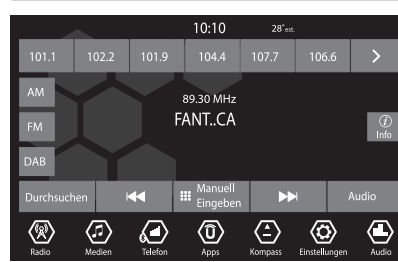 10:10 28°est.
101.1 102.2 101.9 104.4 107.7 106.6
AM
89.30 MHz
FM
FANT..CA
Info
DAB
Durchsuchen Manuell Eingeben Audio
Radio Medien Telefon Apps Kompass Einstellungen Audio